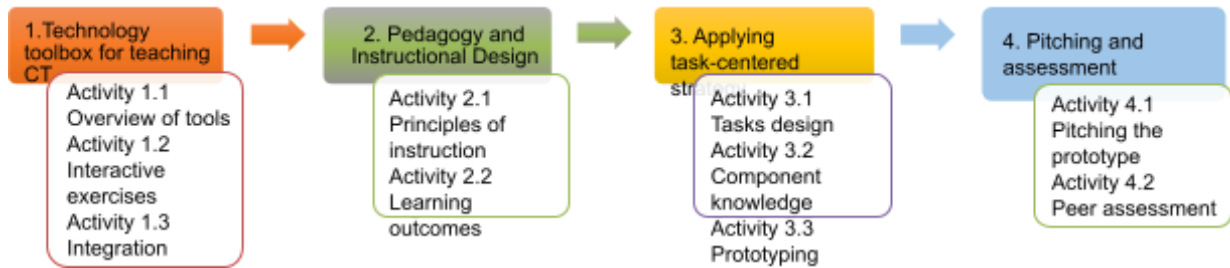 1.Technology
toolbox for teaching
CT
Activity 1.1
Overview of tools
Activity 1.2
Interactive
exercises
Activity 1.3
Integration
2. Pedagogy and
Instructional Design
Activity 2.1
Principles of
instruction
Activity 2.2
Learning
outcomes
3. Applying
task-centered
strategy
Activity 3.1
Tasks design
Activity 3.2
Component
knowledge
Activity 3.3
Prototyping
4. Pitching and
assessment
Activity 4.1
Pitching the
prototype
Activity 4.2
Peer assessment